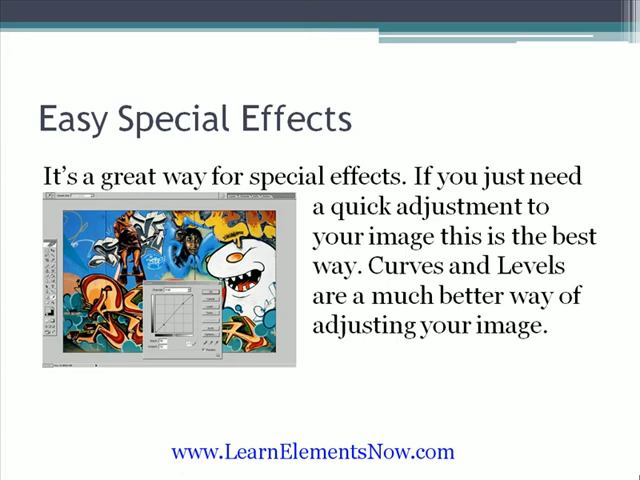 Easy Special Effects
It's a great way for special effects. If you just need
a quick adjustment to
your image this is the best
way. Curves and Levels
are a much better way of
adjusting your image.
www.LearnElementsNow.com